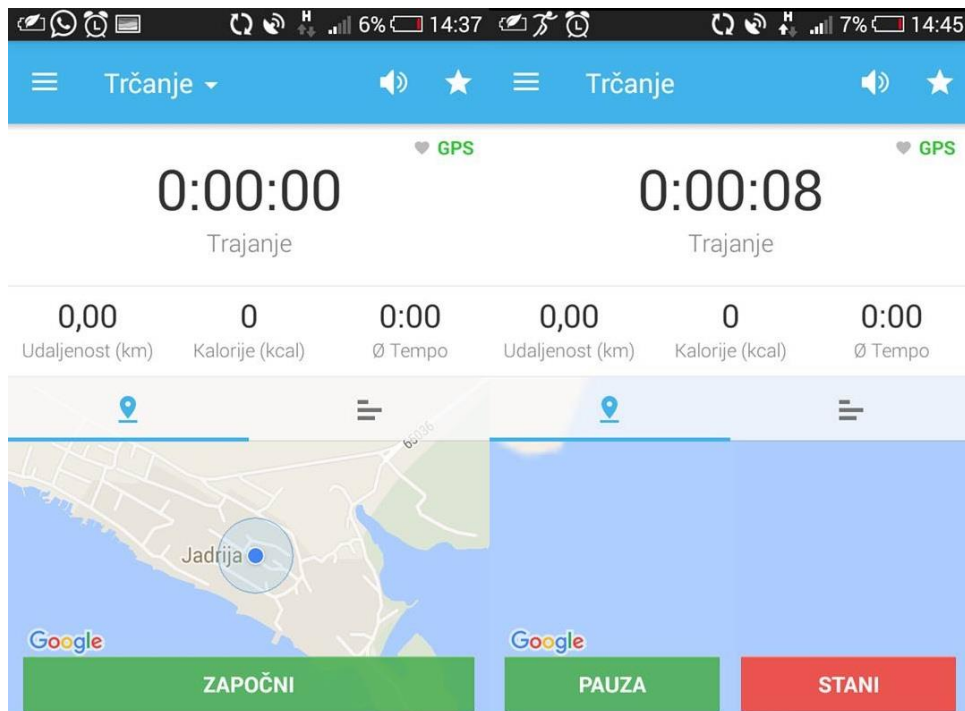 6% 14:37
Trčanje
GPS
0:00:00
Trajanje
0,00 0 0:00
Udaljenost (km) Kalorije (kcal) Ø Tempo
65036
Jadrija
Google
ZAPOČNI
H 7% 14:45
Trčanje
GPS
0:00:08
Trajanje
0,00 0 0:00
Udaljenost (km) Kalorije (kcal) Ø Tempo
Google
PAUZA STANI